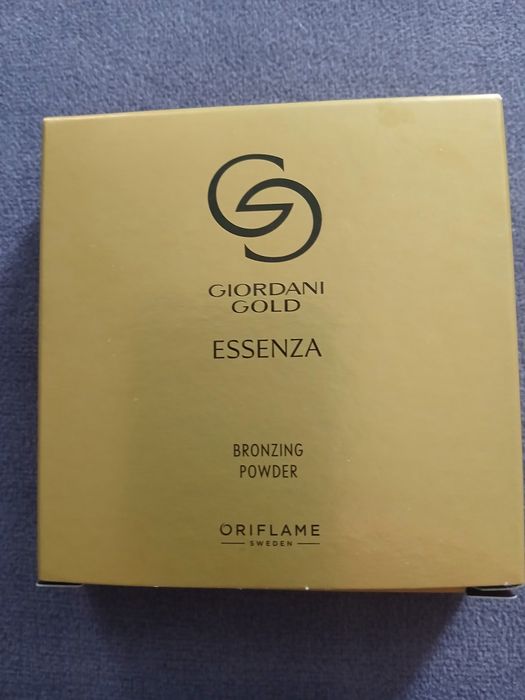 GIORDANI
GOLD
ESSENZA
BRONZING
POWDER
ORIFLAME
SWEDEN